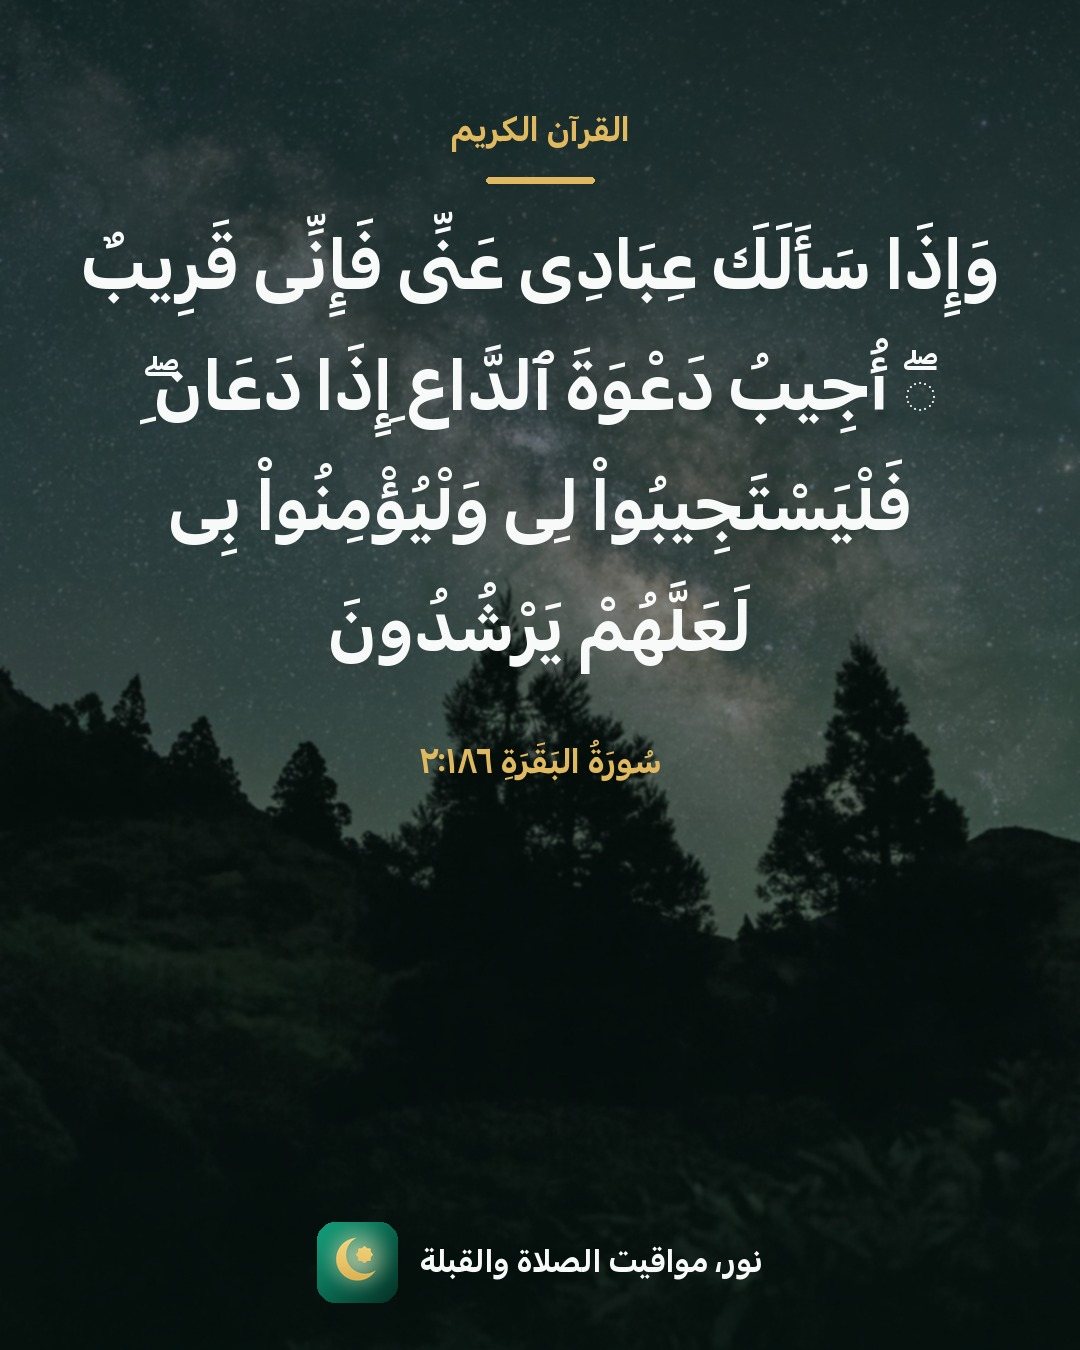 القرآن الكريم
وَإِذَا سَأَلَكَ عِبَادِى عَنِّى فَإِنِّى قَرِيبٌ
ۖ أُجِيبُ دَعْوَةَ ٱلدَّاعِ إِذَا دَعَانِ ۖ
فَلْيَسْتَجِيبُوا۟ لِى وَلْيُؤْمِنُوا۟ بِى
لَعَلَّهُمْ يَرْشُدُونَ
سُورَةُ البَقَرَةِ ٢:١٨٦
نور، مواقيت الصلاة والقبلة